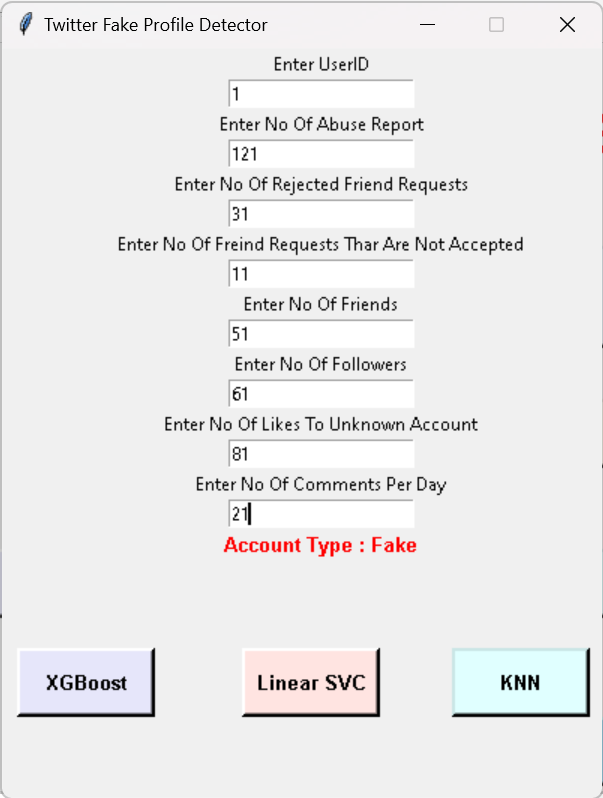 Twitter Fake Profile Detector
Enter UserID
1
Enter No Of Abuse Report
121
Enter No Of Rejected Friend Requests
31
Enter No Of Freind Requests Thar Are Not Accepted
11
Enter No Of Friends
51
Enter No Of Followers
61
Enter No Of Likes To Unknown Account
81
Enter No Of Comments Per Day
21
Account Type : Fake
XGBoost Linear SVC KNN